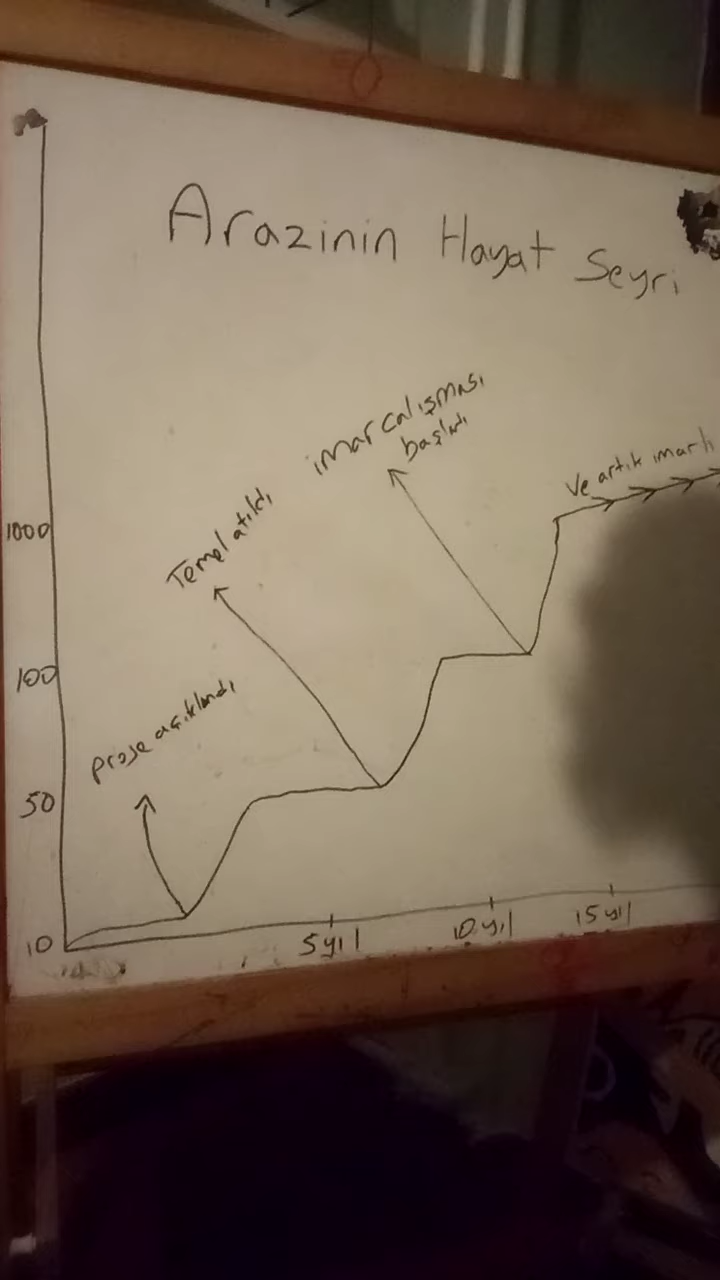 Arazinin Hayat Seyri
imar calışması
başladı
Ve artık imarlı
Temel atıldı
1000
proje açıklandı
100
50
10
5 yıl
10 yıl
15 yıl